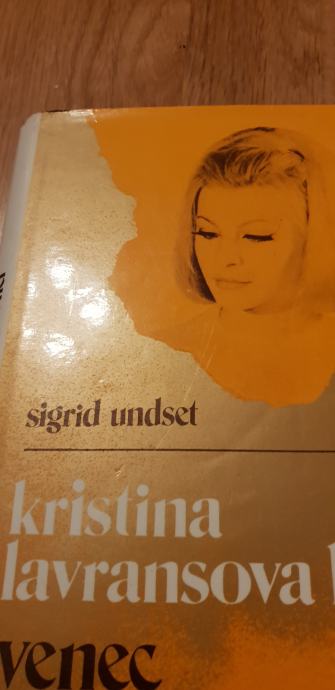 sigrid undset
kristina
lavransova
venec